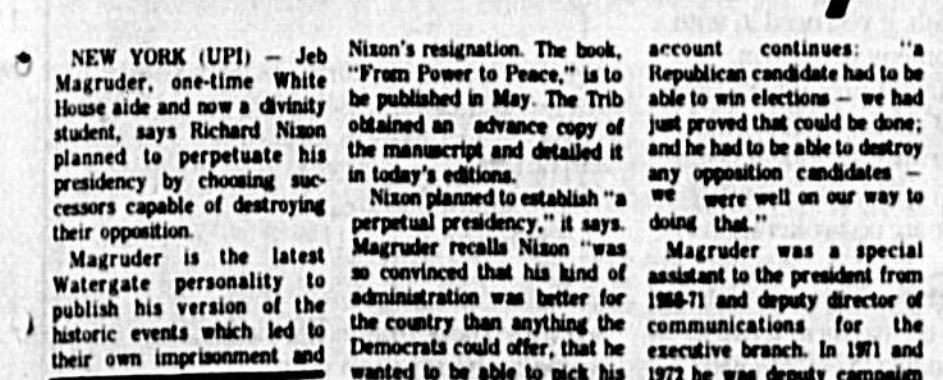 NEW YORK (UPI) — Jeb
Magruder, one-time White
House aide and now a divinity
student, says Richard Nixon
planned to perpetuate his
presidency by choosing suc-
cessors capable of destroying
their opposition.
Magruder is the latest
Watergate personality to
publish his version of the
historic events which led to
their own imprisonment and
Nixon's resignation. The book,
"From Power to Peace," is to
be published in May. The Trib
obtained an advance copy of
the manuscript and detailed it
in today's editions.
Nixon planned to establish "a
perpetual presidency," it says.
Magruder recalls Nixon "was
so convinced that his kind of
administration was better for
the country than anything the
Democrats could offer, that he
wanted to be able to pick his
account continues: "a
Republican candidate had to be
able to win elections — we had
just proved that could be done;
and he had to be able to destroy
any opposition candidates —
we were well on our way to
doing that."
Magruder was a special
assistant to the president from
and deputy director of
communications for the
executive branch. In 1971 and
1972 he was deputy campaign